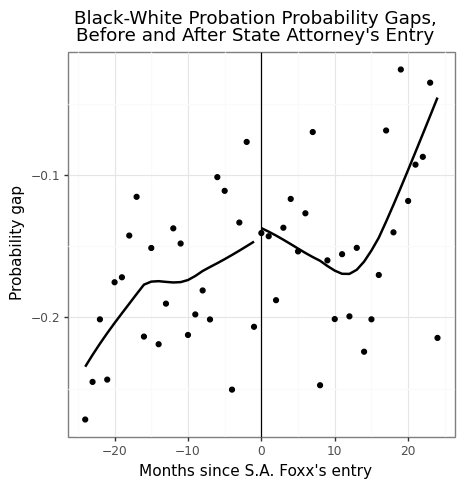 Black-White Probation Probability Gaps,
Before and After State Attorney's Entry
Probability gap
−0.1
−0.2
−20
−10
0
10
20
Months since S.A. Foxx's entry